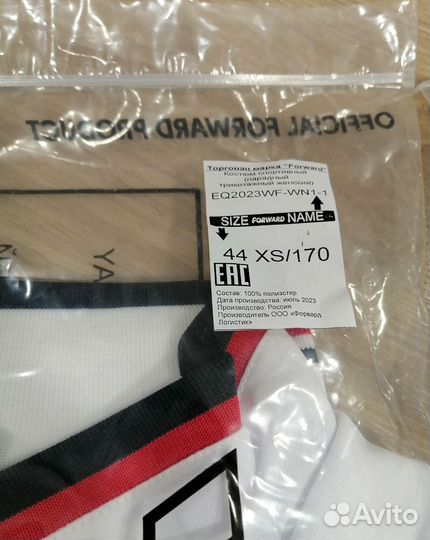 OFFICIAL FORWARD PRODUCT
Торговая марка "Forward"
Костюм спортивный
(парадный
трикотажный женский)
EQ2023WF-WN1-1
SIZE FORWARD NAME
44 XS/170
EAC
Состав: 100% полиэстер
Дата производства: июль 2023
Производство: Россия
Производитель ООО «Форвард
Логистик»
YA
Avito